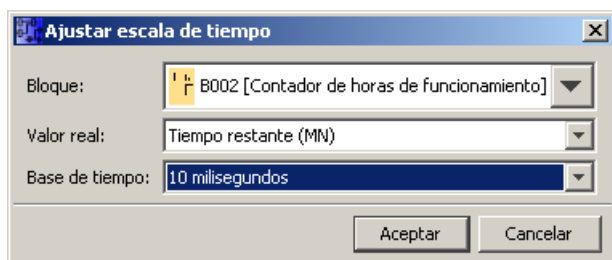 Ajustar escala de tiempo
Bloque: B002 [Contador de horas de funcionamiento]
Valor real: Tiempo restante (MN)
Base de tiempo: 10 milisegundos
Aceptar Cancelar